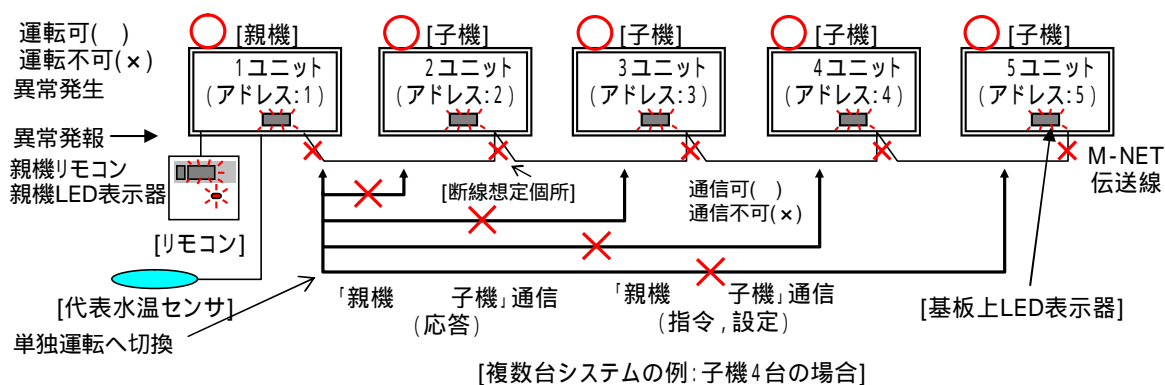 運転可( )
運転不可(×)
異常発生
[親機]
[子機]
[子機]
[子機]
[子機]
1ユニット
(アドレス:1)
2ユニット
(アドレス:2)
3ユニット
(アドレス:3)
4ユニット
(アドレス:4)
5ユニット
(アドレス:5)
異常発報
親機リモコン
親機LED表示器
[断線想定個所]
通信可( )
通信不可(×)
M-NET
伝送線
[リモコン]
[代表水温センサ]
単独運転へ切換
「親機 子機」通信
(応答)
「親機 子機」通信
(指令,設定)
[基板上LED表示器]
[複数台システムの例:子機4台の場合]